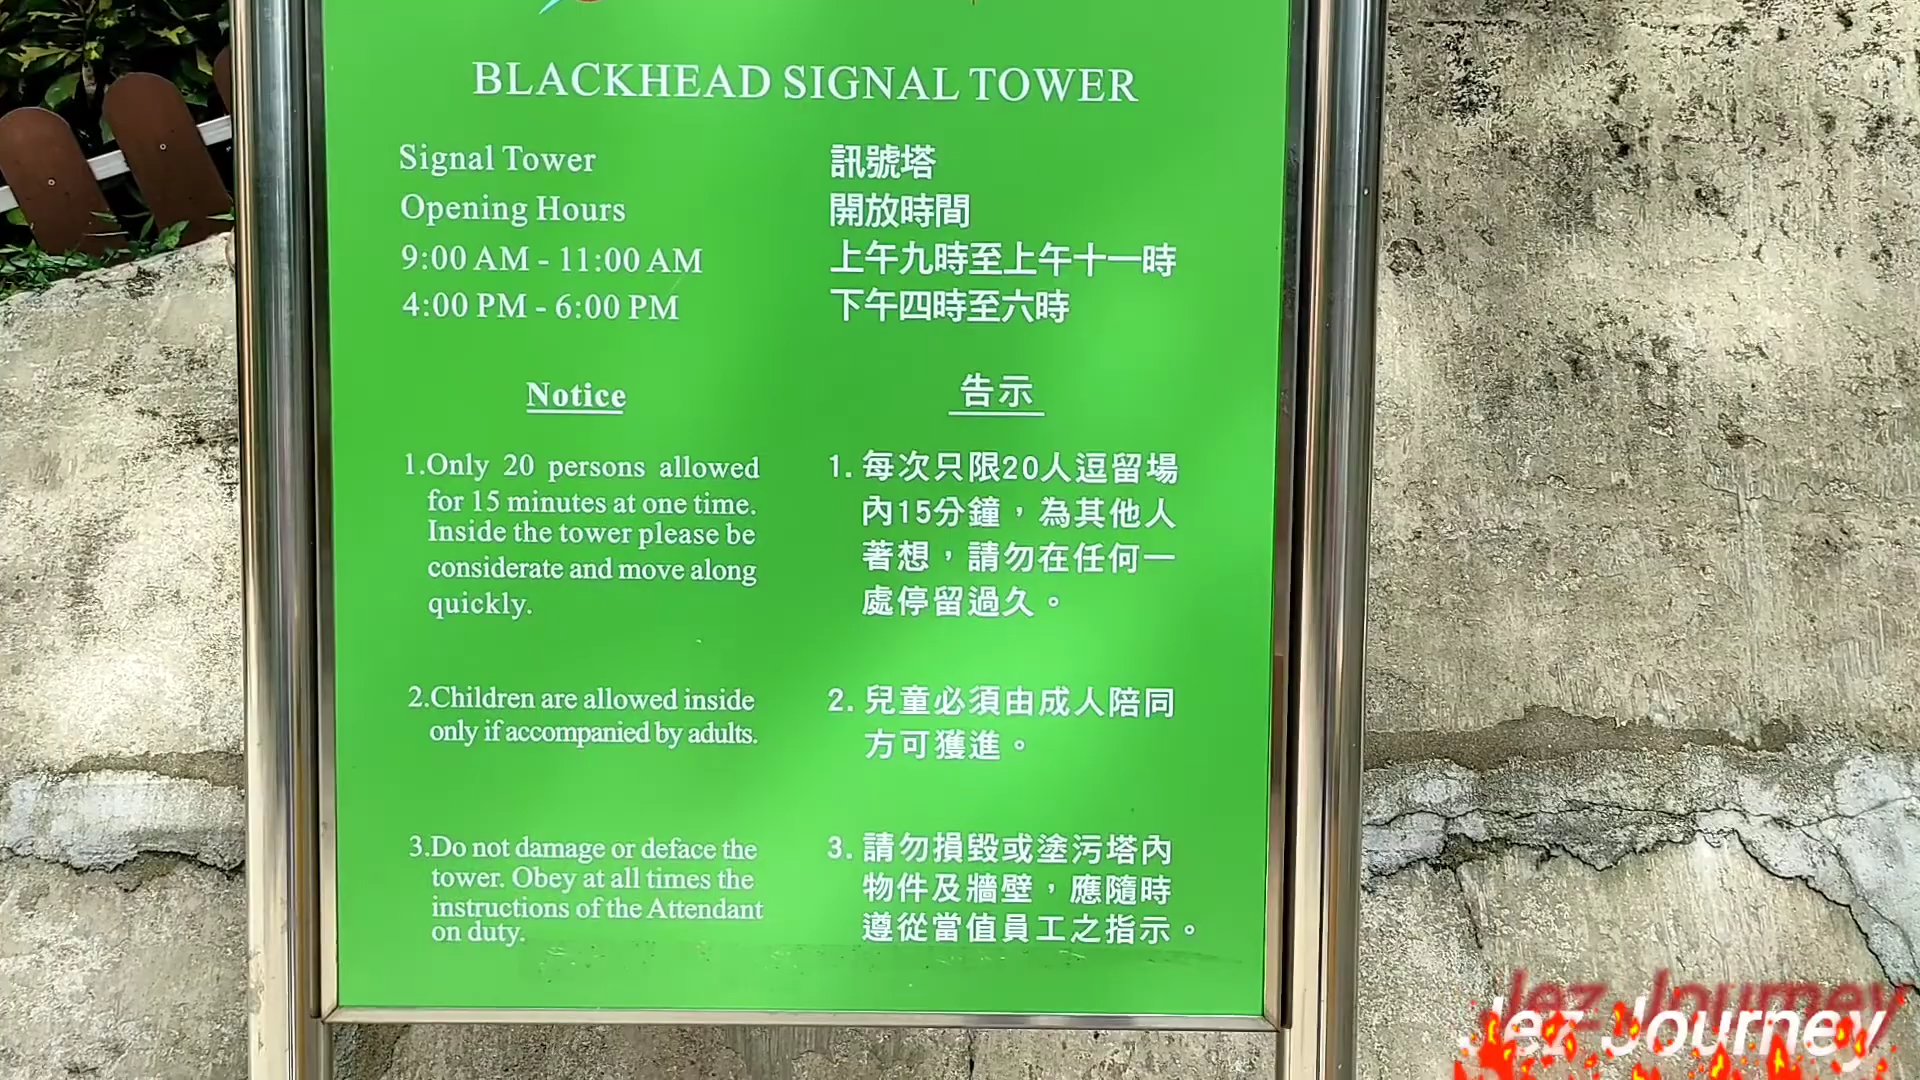 BLACKHEAD SIGNAL TOWER
Signal Tower
Opening Hours
9:00 AM - 11:00 AM
4:00 PM - 6:00 PM
訊號塔
開放時間
上午九時至上午十一時
下午四時至六時
Notice
1.Only 20 persons allowed
for 15 minutes at one time.
Inside the tower please be
considerate and move along
quickly.
2.Children are allowed inside
only if accompanied by adults.
3.Do not damage or deface the
tower. Obey at all times the
instructions of the Attendant
on duty.
告示
1. 每次只限20人逗留場
內15分鐘，為其他人
著想，請勿在任何一
處停留過久。
2. 兒童必須由成人陪同
方可獲進。
3. 請勿損毀或塗污塔內
物件及牆壁，應隨時
遵從當值員工之指示。
Jez Journey